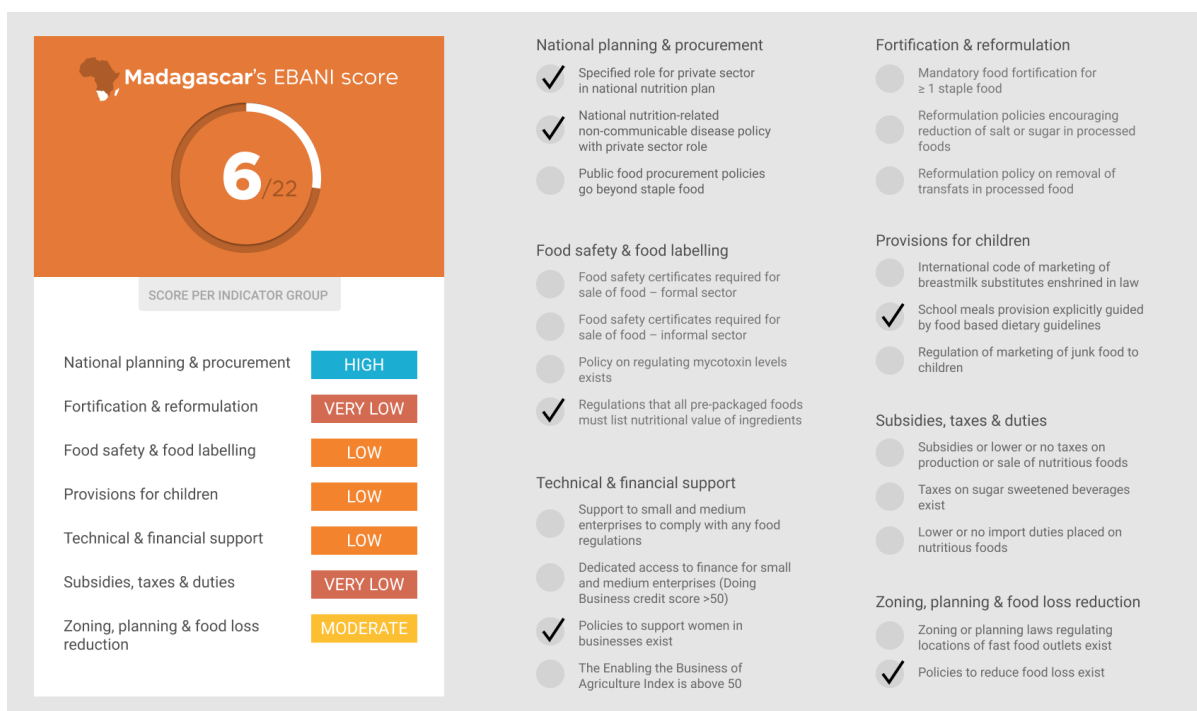 Madagascar's EBANI score
6/22
SCORE PER INDICATOR GROUP
National planning & procurement
HIGH
Fortification & reformulation
VERY LOW
Food safety & food labelling
LOW
Provisions for children
LOW
Technical & financial support
LOW
Subsidies, taxes & duties
VERY LOW
Zoning, planning & food loss
reduction
MODERATE
National planning & procurement
Specified role for private sector
in national nutrition plan
National nutrition-related
non-communicable disease policy
with private sector role
Public food procurement policies
go beyond staple food
Food safety & food labelling
Food safety certificates required for
sale of food – formal sector
Food safety certificates required for
sale of food – informal sector
Policy on regulating mycotoxin levels
exists
Regulations that all pre-packaged foods
must list nutritional value of ingredients
Technical & financial support
Support to small and medium
enterprises to comply with any food
regulations
Dedicated access to finance for small
and medium enterprises (Doing
Business credit score >50)
Policies to support women in
businesses exist
The Enabling the Business of
Agriculture Index is above 50
Fortification & reformulation
Mandatory food fortification for
≥ 1 staple food
Reformulation policies encouraging
reduction of salt or sugar in processed
foods
Reformulation policy on removal of
transfats in processed food
Provisions for children
International code of marketing of
breastmilk substitutes enshrined in law
School meals provision explicitly guided
by food based dietary guidelines
Regulation of marketing of junk food to
children
Subsidies, taxes & duties
Subsidies or lower or no taxes on
production or sale of nutritious foods
Taxes on sugar sweetened beverages
exist
Lower or no import duties placed on
nutritious foods
Zoning, planning & food loss reduction
Zoning or planning laws regulating
locations of fast food outlets exist
Policies to reduce food loss exist